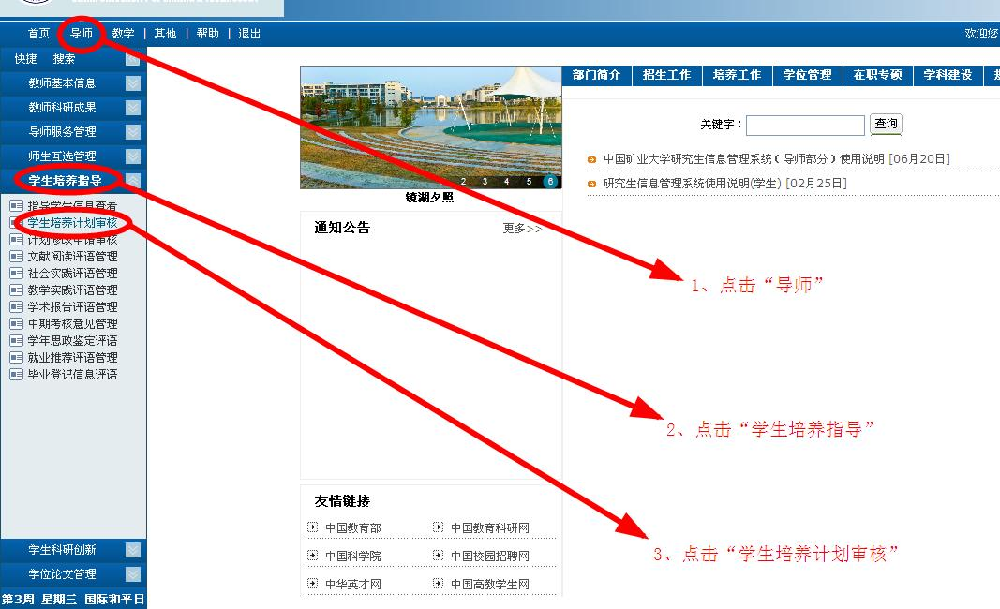 首页 导师 教学 | 其他 | 帮助 | 退出
欢迎您
快捷 搜索
教师基本信息
教师科研成果
导师服务管理
师生互选管理
学生培养指导
指导学生信息查看
学生培养计划审核
计划修改申请审核
文献阅读评语管理
社会实践评语管理
教学实践评语管理
学术报告评语管理
中期考核意见管理
学年思政鉴定评语
就业推荐评语管理
毕业登记信息评语
学生科研创新
学位论文管理
第3周 星期三 国际和平日
2 3 4 5 6
镜湖夕照
部门简介 招生工作 培养工作 学位管理 在职专硕 学科建设
关键字： 查询
中国矿业大学研究生信息管理系统（导师部分）使用说明 [06月20日]
研究生信息管理系统使用说明(学生) [02月25日]
通知公告 更多>>
1、点击“导师”
2、点击“学生培养指导”
3、点击“学生培养计划审核”
友情链接
中国教育部 中国教育科研网
中国科学院 中国校园招聘网
中华英才网 中国高教学生网